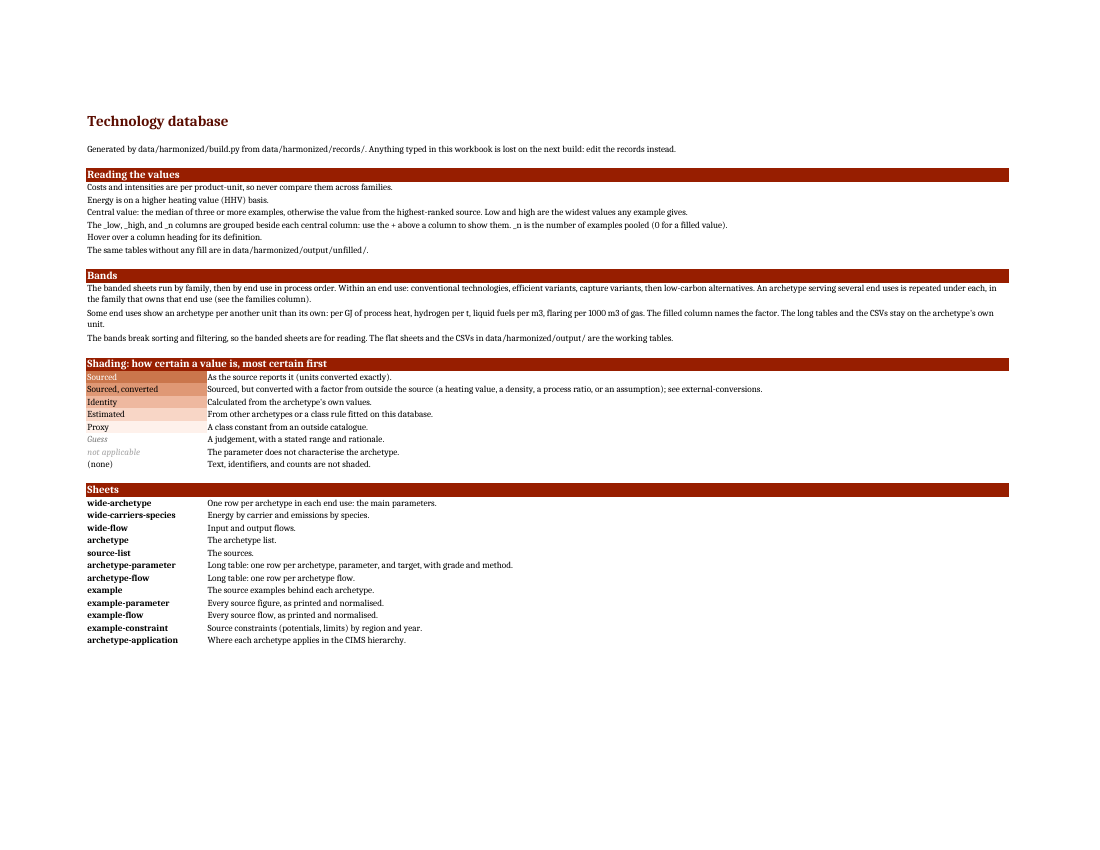 Technology database
Generated by data/harmonized/build.py from data/harmonized/records/. Anything typed in this workbook is lost on the next build: edit the records instead.
Reading the values
Costs and intensities are per product-unit, so never compare them across families.
Energy is on a higher heating value (HHV) basis.
Central value: the median of three or more examples, otherwise the value from the highest-ranked source. Low and high are the widest values any example gives.
The _low, _high, and _n columns are grouped beside each central column: use the + above a column to show them. _n is the number of examples pooled (0 for a filled value).
Hover over a column heading for its definition.
The same tables without any fill are in data/harmonized/output/unfilled/.
Bands
The banded sheets run by family, then by end use in process order. Within an end use: conventional technologies, efficient variants, capture variants, then low-carbon alternatives. An archetype serving several end uses is repeated under each, in
the family that owns that end use (see the families column).
Some end uses show an archetype per another unit than its own: per GJ of process heat, hydrogen per t, liquid fuels per m3, flaring per 1000 m3 of gas. The filled column names the factor. The long tables and the CSVs stay on the archetype's own
unit.
The bands break sorting and filtering, so the banded sheets are for reading. The flat sheets and the CSVs in data/harmonized/output/ are the working tables.
Shading: how certain a value is, most certain first
Sourced As the source reports it (units converted exactly).
Sourced, converted Sourced, but converted with a factor from outside the source (a heating value, a density, a process ratio, or an assumption); see external-conversions.
Identity Calculated from the archetype's own values.
Estimated From other archetypes or a class rule fitted on this database.
Proxy A class constant from an outside catalogue.
Guess A judgement, with a stated range and rationale.
not applicable The parameter does not characterise the archetype.
(none) Text, identifiers, and counts are not shaded.
Sheets
wide-archetype One row per archetype in each end use: the main parameters.
wide-carriers-species Energy by carrier and emissions by species.
wide-flow Input and output flows.
archetype The archetype list.
source-list The sources.
archetype-parameter Long table: one row per archetype, parameter, and target, with grade and method.
archetype-flow Long table: one row per archetype flow.
example The source examples behind each archetype.
example-parameter Every source figure, as printed and normalised.
example-flow Every source flow, as printed and normalised.
example-constraint Source constraints (potentials, limits) by region and year.
archetype-application Where each archetype applies in the CIMS hierarchy.